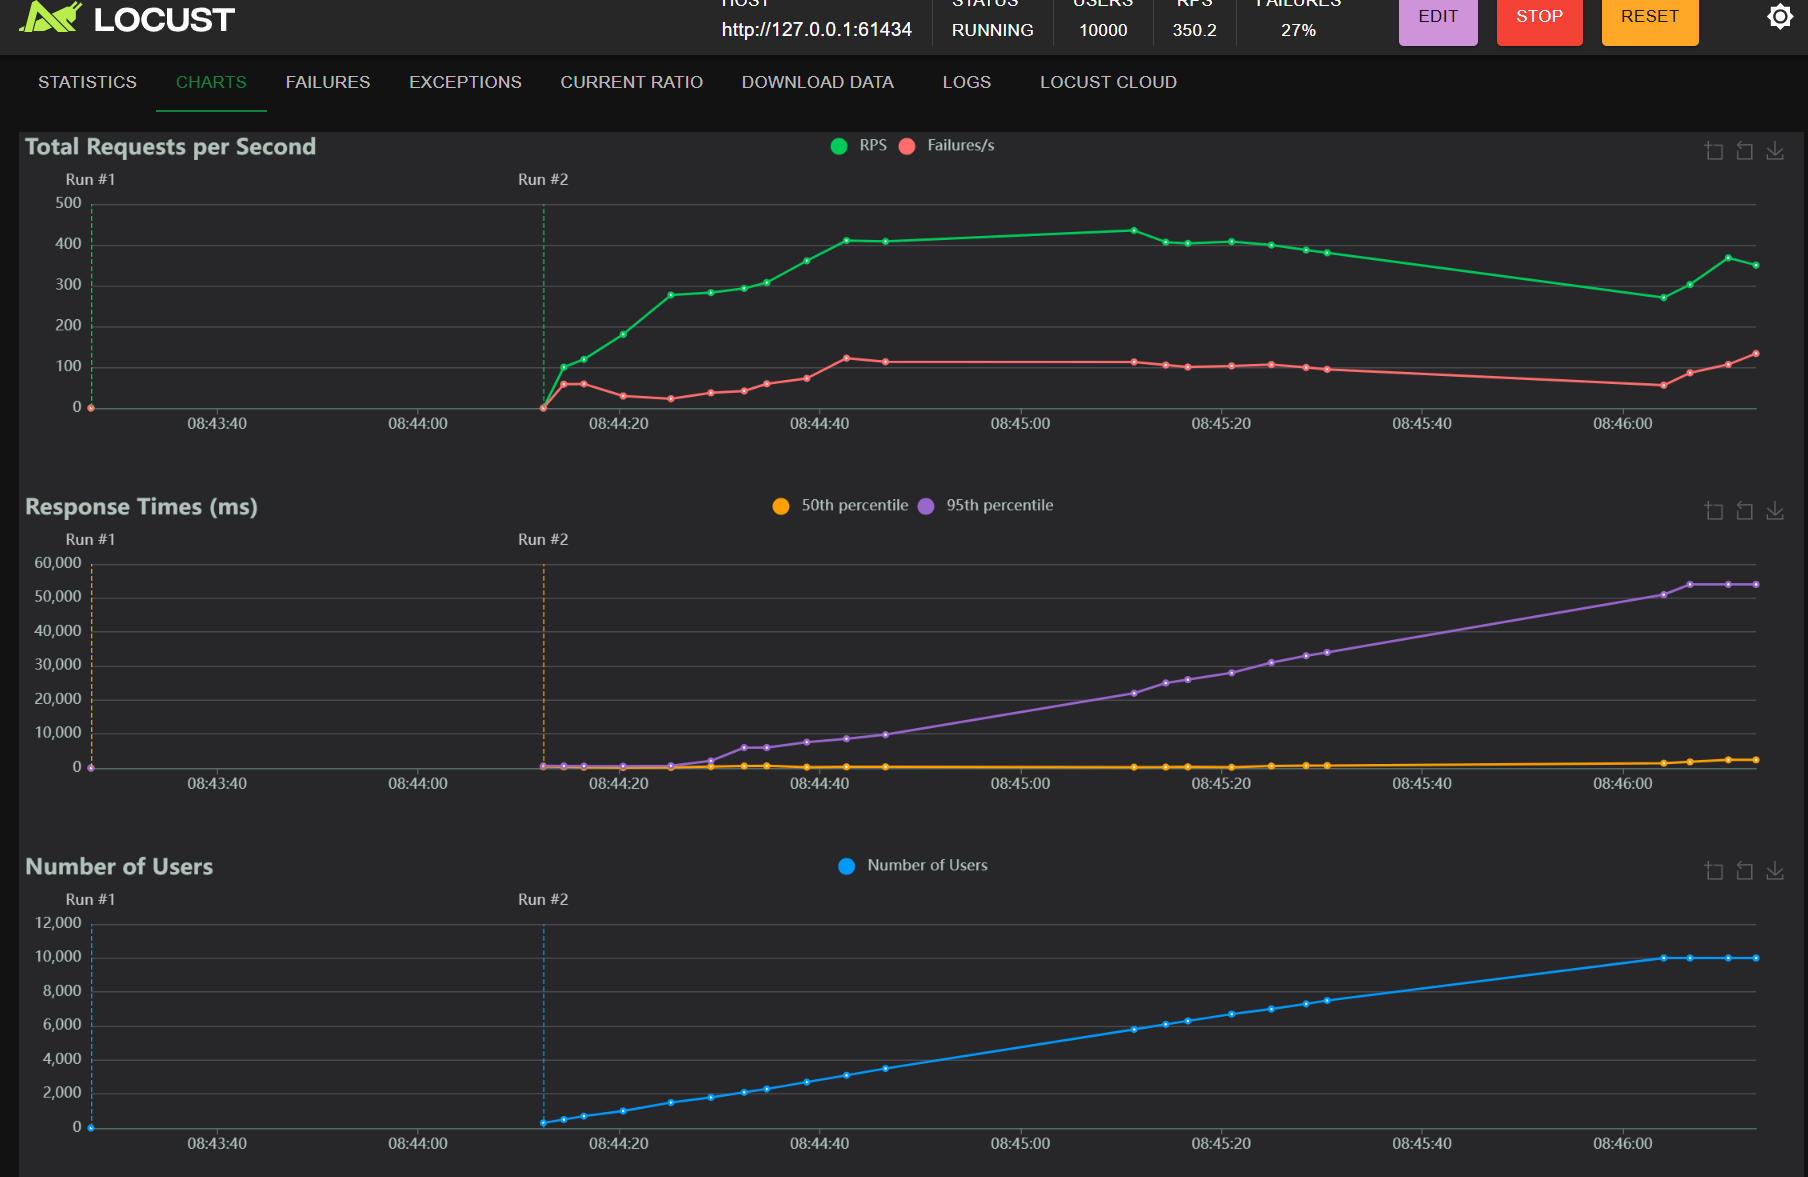 LOCUST
HOST STATUS USERS RPS FAILURES
http://127.0.0.1:61434 RUNNING 10000 350.2 27%
EDIT STOP RESET
STATISTICS CHARTS FAILURES EXCEPTIONS CURRENT RATIO DOWNLOAD DATA LOGS LOCUST CLOUD
Total Requests per Second
RPS Failures/s
Run #1 Run #2
500
400
300
200
100
0
08:43:40 08:44:00 08:44:20 08:44:40 08:45:00 08:45:20 08:45:40 08:46:00
Response Times (ms)
50th percentile 95th percentile
Run #1 Run #2
60,000
50,000
40,000
30,000
20,000
10,000
0
08:43:40 08:44:00 08:44:20 08:44:40 08:45:00 08:45:20 08:45:40 08:46:00
Number of Users
Number of Users
Run #1 Run #2
12,000
10,000
8,000
6,000
4,000
2,000
0
08:43:40 08:44:00 08:44:20 08:44:40 08:45:00 08:45:20 08:45:40 08:46:00